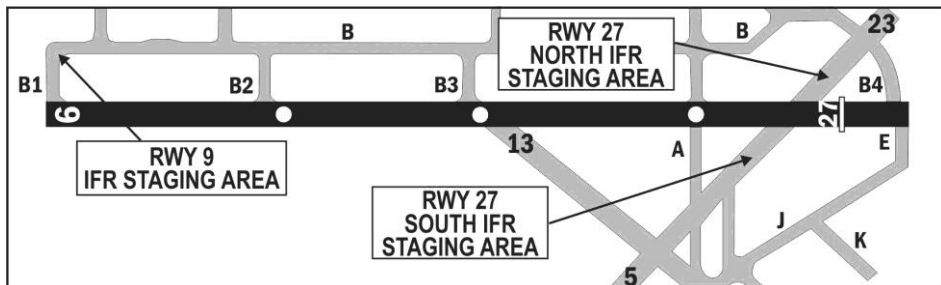 B
RWY 27
NORTH IFR
STAGING AREA
B
23
B1
B2
B3
B4
9
27
RWY 9
IFR STAGING AREA
13
A
E
RWY 27
SOUTH IFR
STAGING AREA
J
K
5